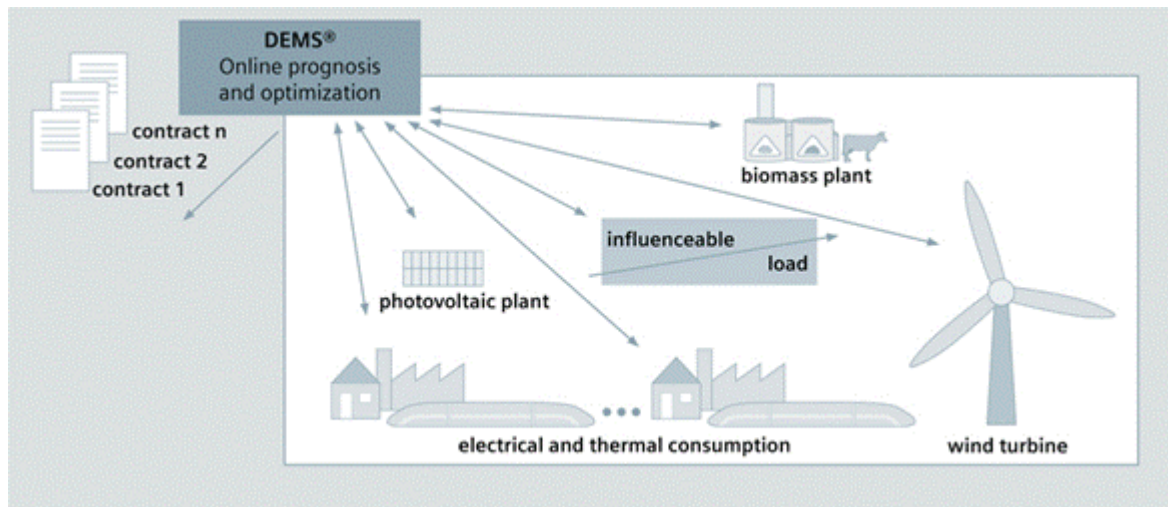 DEMS®
Online prognosis
and optimization
contract n
contract 2
contract 1
biomass plant
influenceable
load
photovoltaic plant
electrical and thermal consumption
wind turbine